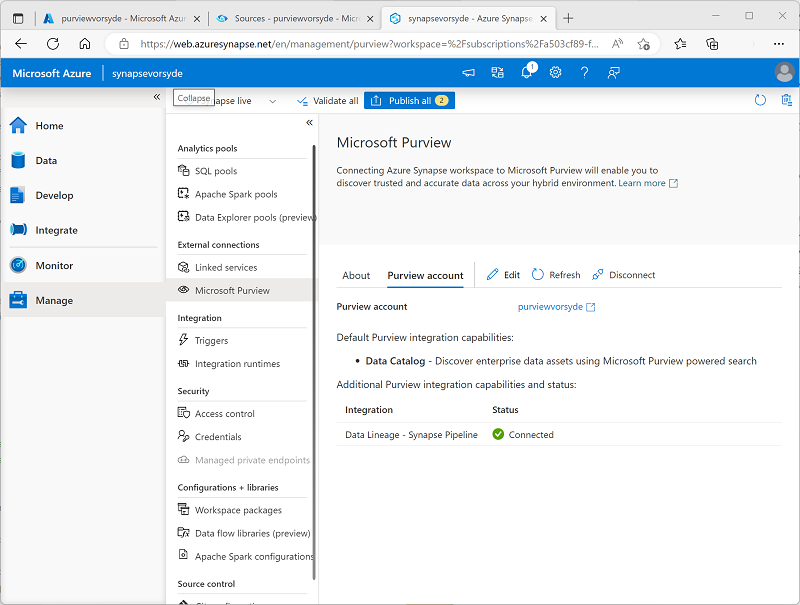 purviewvorsyde - Microsoft Azur
Sources - purviewvorsyde - Micro
synapsevorsyde - Azure Synapse
https://web.azuresynapse.net/en/management/purview?workspace=%2Fsubscriptions%2Fa503cf89-f...
Microsoft Azure
synapsevorsyde
1
Collapse
apse live
Validate all
Publish all
2
Home
Data
Develop
Integrate
Monitor
Manage
Analytics pools
SQL pools
Apache Spark pools
Data Explorer pools (preview)
External connections
Linked services
Microsoft Purview
Integration
Triggers
Integration runtimes
Security
Access control
Credentials
Managed private endpoints
Configurations + libraries
Workspace packages
Data flow libraries (preview)
Apache Spark configurations
Source control
Microsoft Purview
Connecting Azure Synapse workspace to Microsoft Purview will enable you to
discover trusted and accurate data across your hybrid environment. Learn more
About
Purview account
Edit
Refresh
Disconnect
Purview account
purviewvorsyde
Default Purview integration capabilities:
• Data Catalog - Discover enterprise data assets using Microsoft Purview powered search
Additional Purview integration capabilities and status:
Integration Status
Data Lineage - Synapse Pipeline Connected